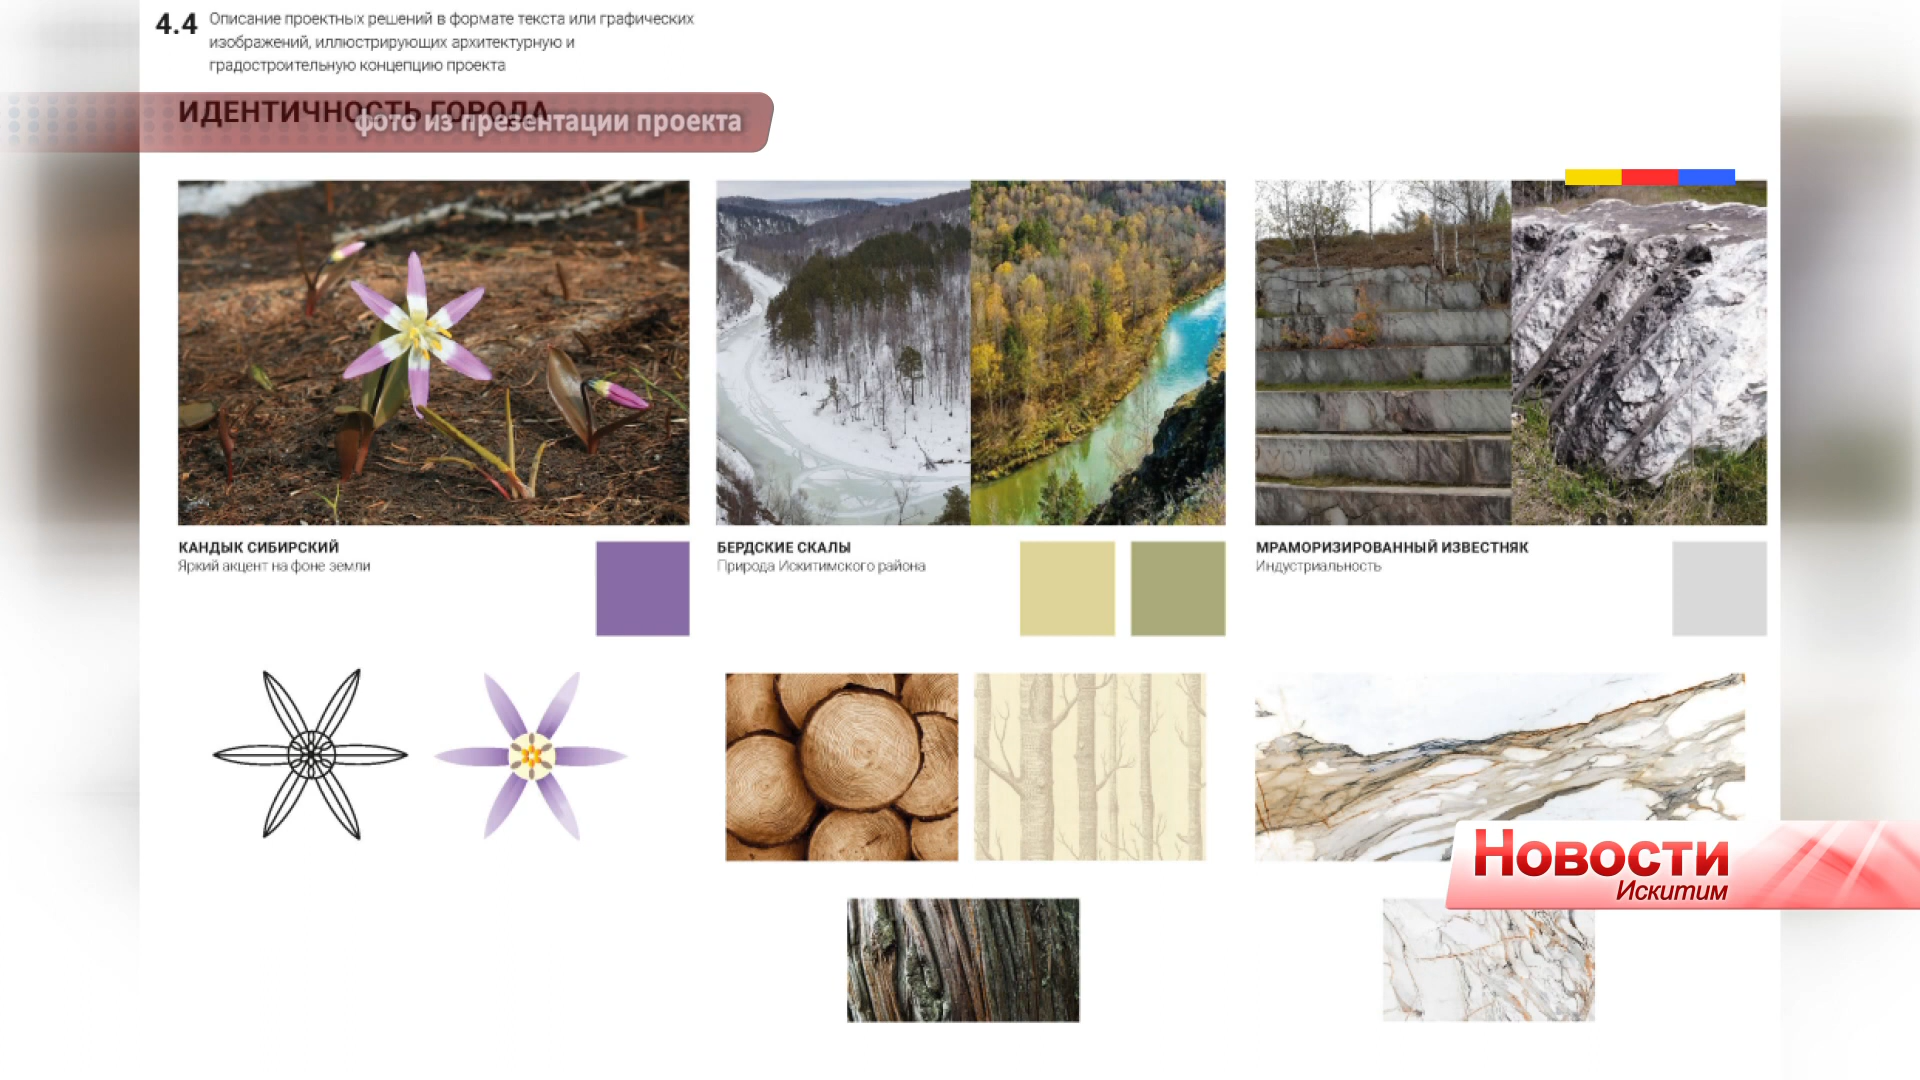 4.4 Описание проектных решений в формате текста или графических
изображений, иллюстрирующих архитектурную и
градостроительную концепцию проекта
ИДЕНТИЧНОСТЬ ГОРОДА
фото из презентации проекта
КАНДЫК СИБИРСКИЙ
Яркий акцент на фоне земли
БЕРДСКИЕ СКАЛЫ
Природа Искитимского района
МРАМОРИЗИРОВАННЫЙ ИЗВЕСТНЯК
Индустриальность
Новости
Искитим